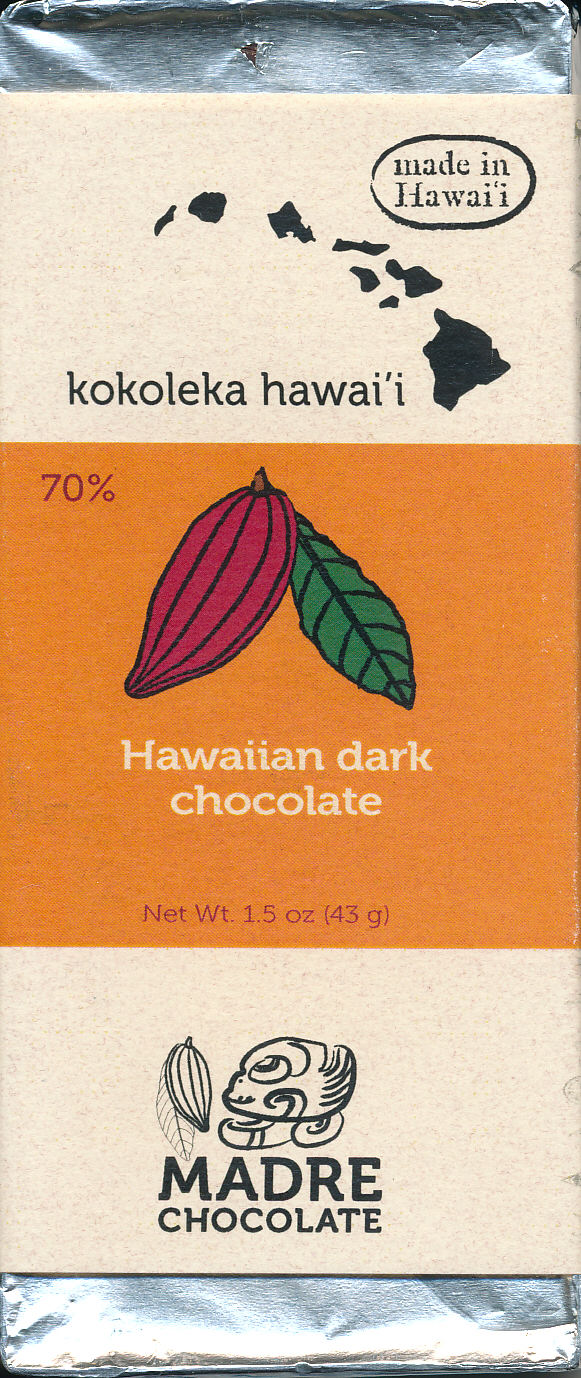 made in
Hawai'i
kokoleka hawai'i
70%
Hawaiian dark
chocolate
Net Wt. 1.5 oz (43 g)
MADRE
CHOCOLATE